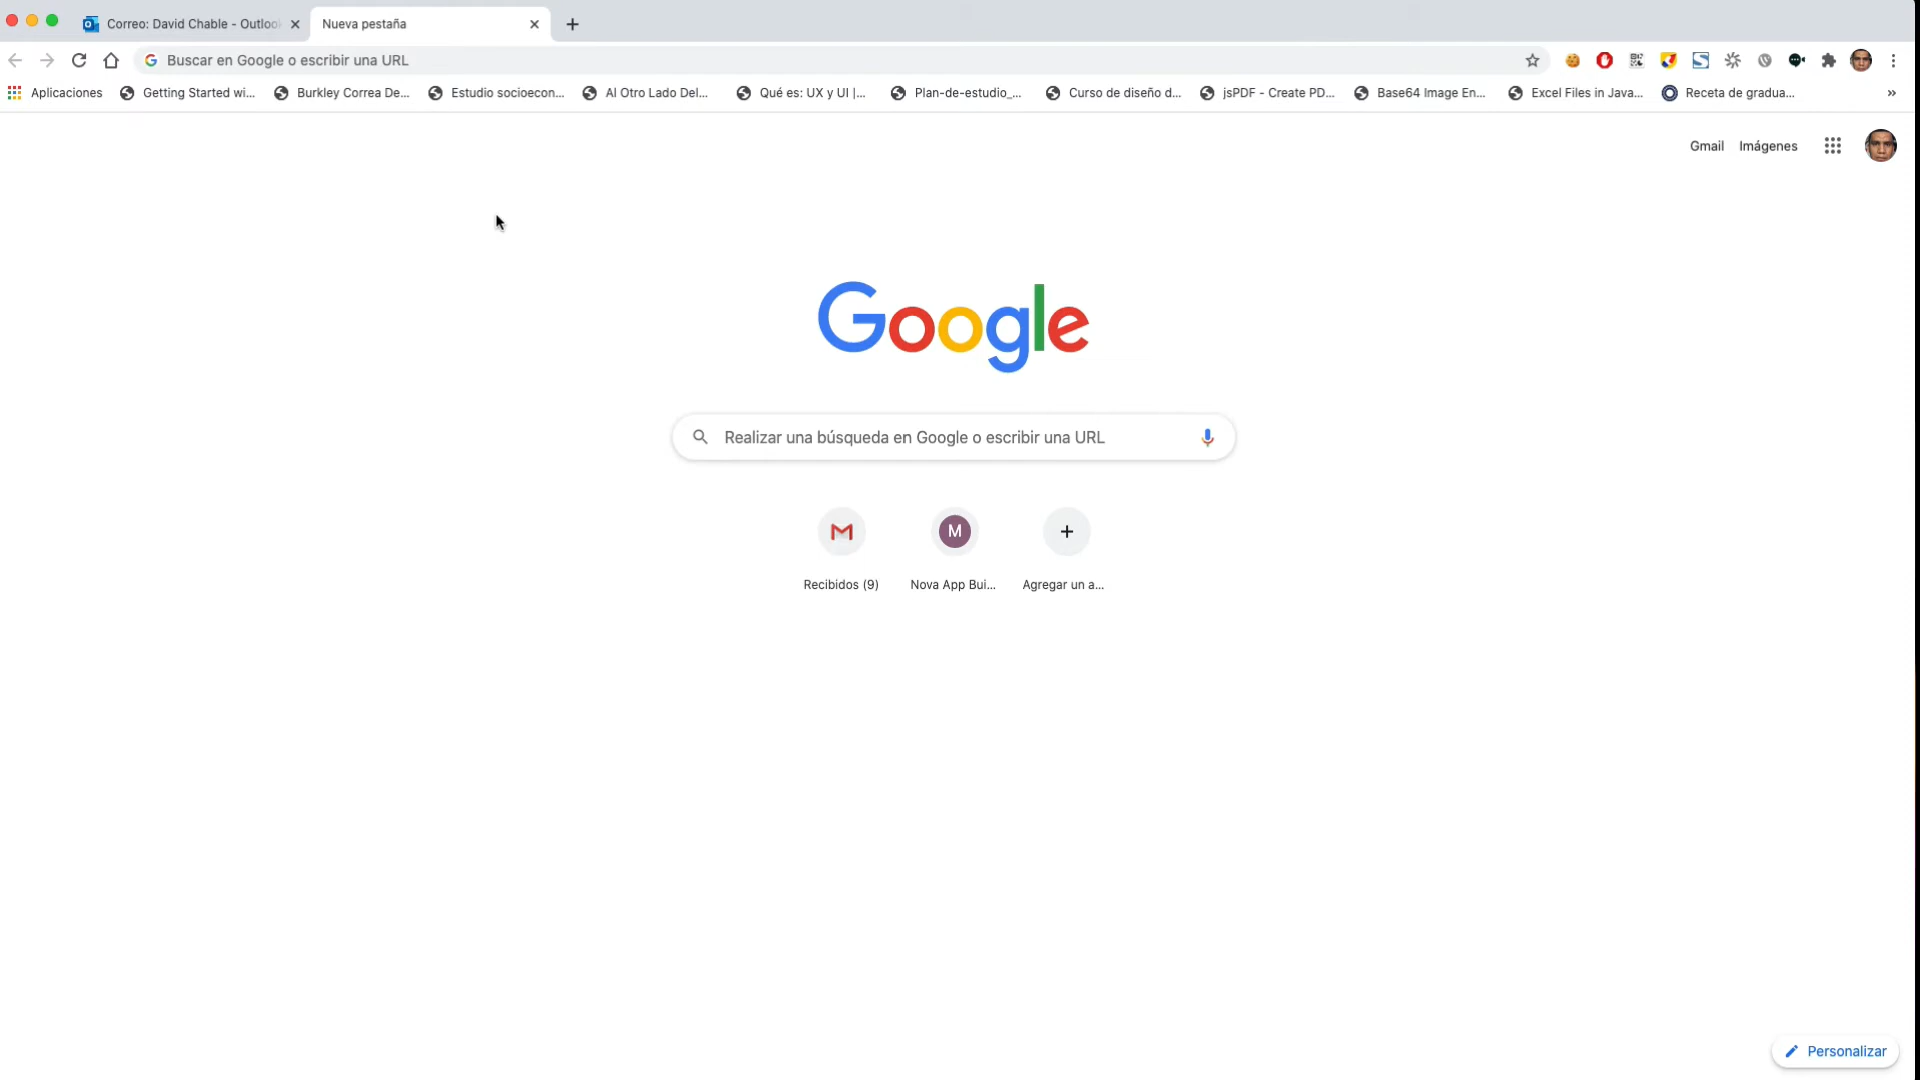 Correo: David Chable - Outloo
Nueva pestaña
Buscar en Google o escribir una URL
Aplicaciones
Getting Started wi...
Burkley Correa De...
Estudio socioecon...
Al Otro Lado Del...
Qué es: UX y UI |...
Plan-de-estudio_...
Curso de diseño d...
jsPDF - Create PD...
Base64 Image En...
Excel Files in Java...
Receta de gradua...
»
Gmail
Imágenes
Google
Realizar una búsqueda en Google o escribir una URL
M
Recibidos (9)
Nova App Bui...
Agregar un a...
Personalizar